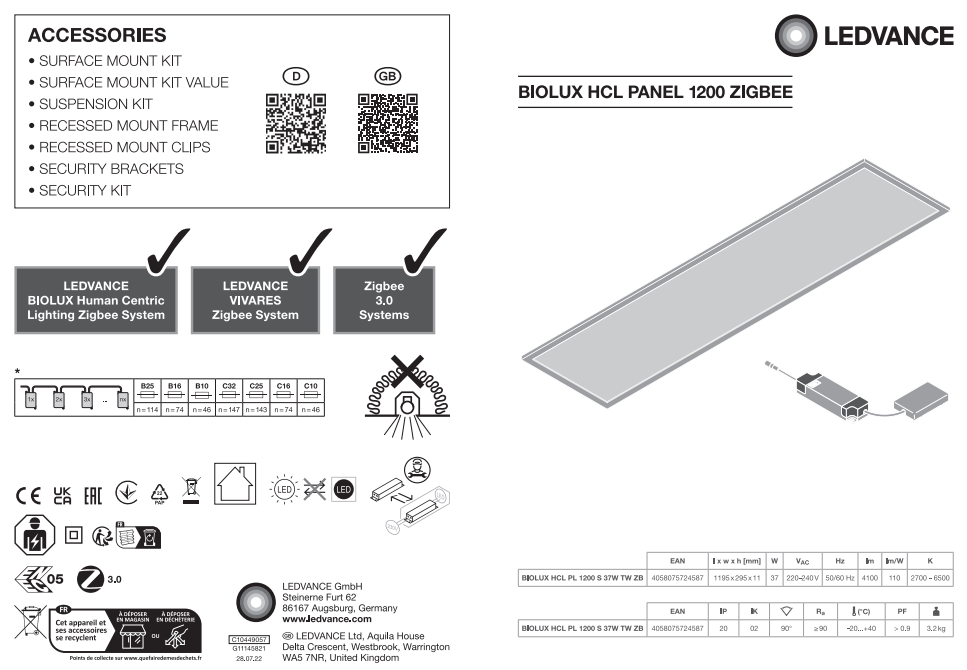 ACCESSORIES
• SURFACE MOUNT KIT
• SURFACE MOUNT KIT VALUE
• SUSPENSION KIT
• RECESSED MOUNT FRAME
• RECESSED MOUNT CLIPS
• SECURITY BRACKETS
• SECURITY KIT
D GB
LEDVANCE
BIOLUX Human Centric
Lighting Zigbee System
LEDVANCE
VIVARES
Zigbee System
Zigbee
3.0
Systems
*
1x 2x 3x .. nx
B25 B16 B10 C32 C25 C16 C10
n=114 n=74 n=46 n=147 n=143 n=74 n=46
CE UK CA EAC
PAP
LED LED
FR
05 Z 3.0
FR
Cet appareil et
ses accessoires
se recyclent
À DÉPOSER
EN MAGASIN
OU
À DÉPOSER
EN DÉCHÈTERIE
Points de collecte sur www.quefairedemesdechets.fr
LEDVANCE GmbH
Steinerne Furt 62
86167 Augsburg, Germany
www.ledvance.com
C10449057
G11145821
28.07.22
GB LEDVANCE Ltd, Aquila House
Delta Crescent, Westbrook, Warrington
WA5 7NR, United Kingdom
LEDVANCE
BIOLUX HCL PANEL 1200 ZIGBEE
EAN l x w x h [mm] W VAC Hz lm lm/W K
BIOLUX HCL PL 1200 S 37W TW ZB 4058075724587 1195x295x11 37 220-240V 50/60 Hz 4100 110 2700 - 6500
EAN IP IK Ra (°C) PF
BIOLUX HCL PL 1200 S 37W TW ZB 4058075724587 20 02 90° ≥90 -20...+40 > 0.9 3.2kg